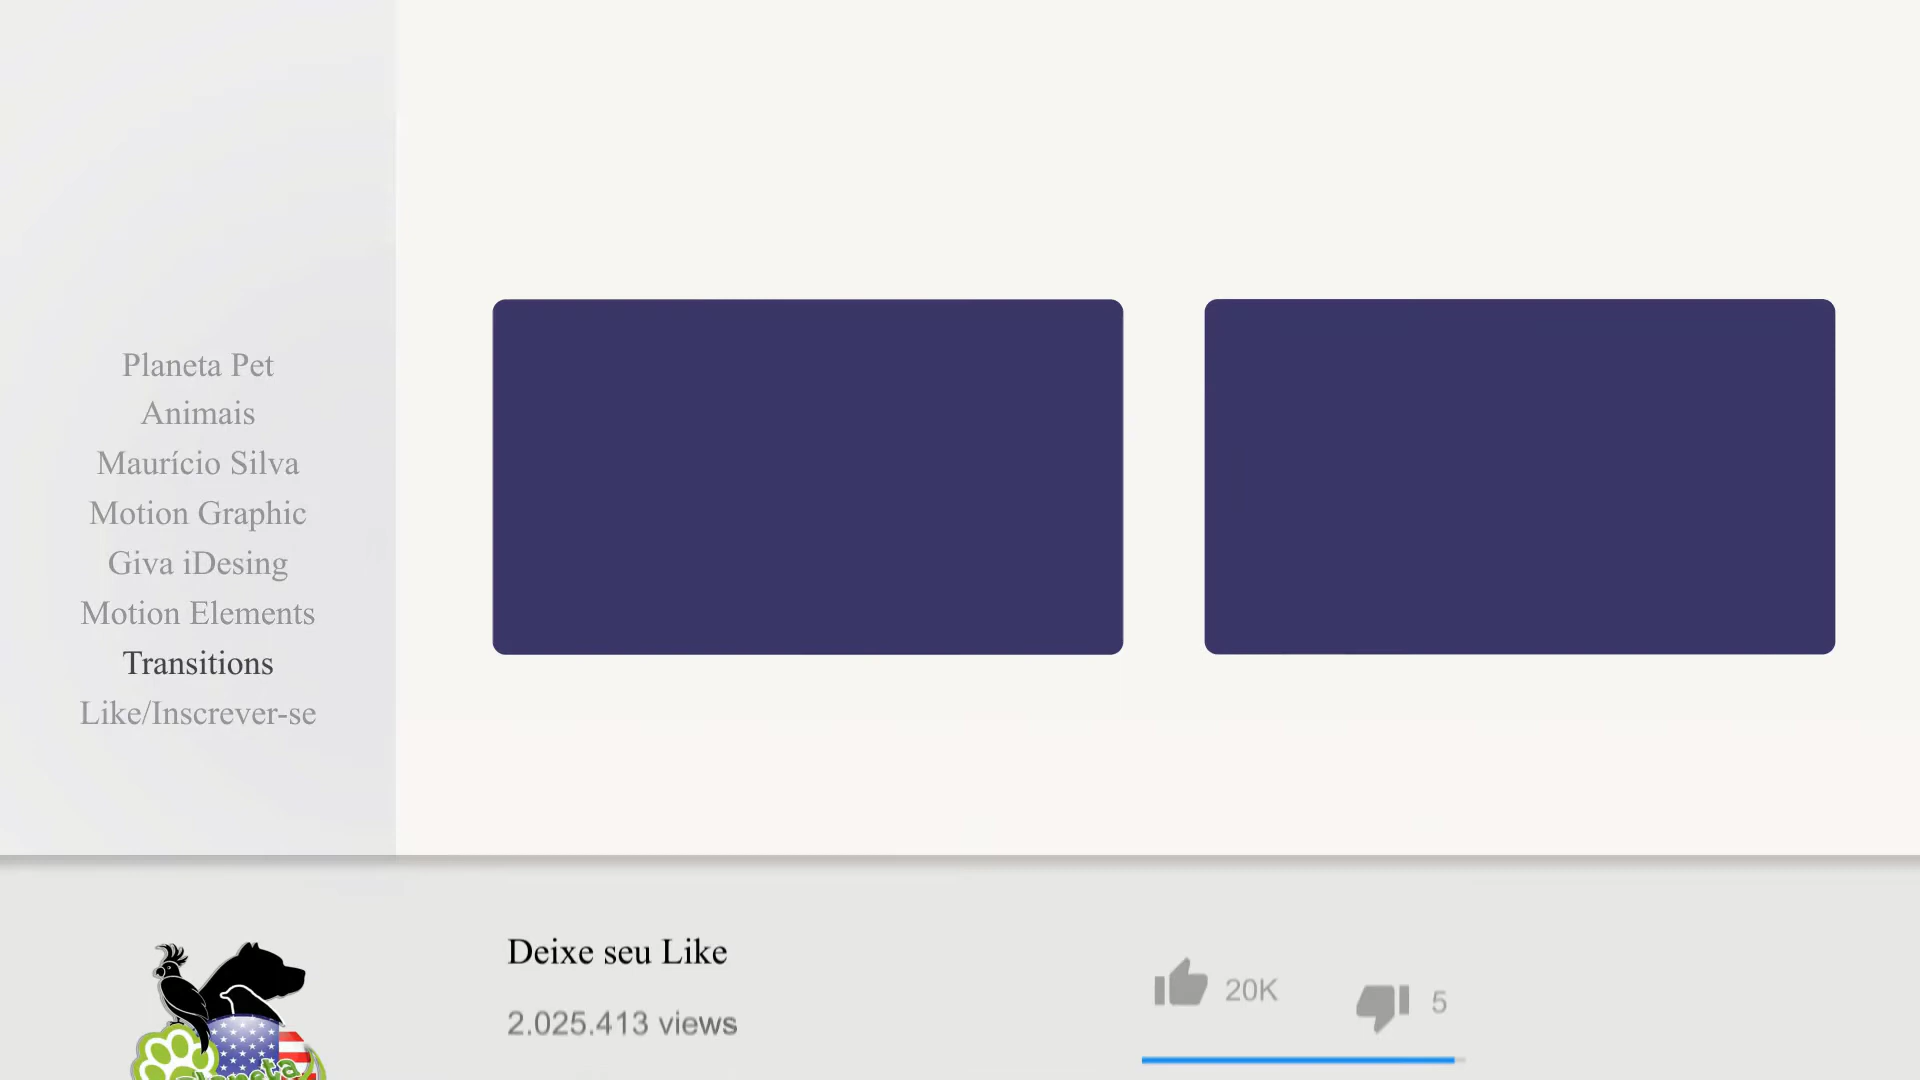 Planeta Pet
Animais
Maurício Silva
Motion Graphic
Giva iDesing
Motion Elements
Transitions
Like/Inscrever-se
Deixe seu Like
2.025.413 views
20K
5
Planeta